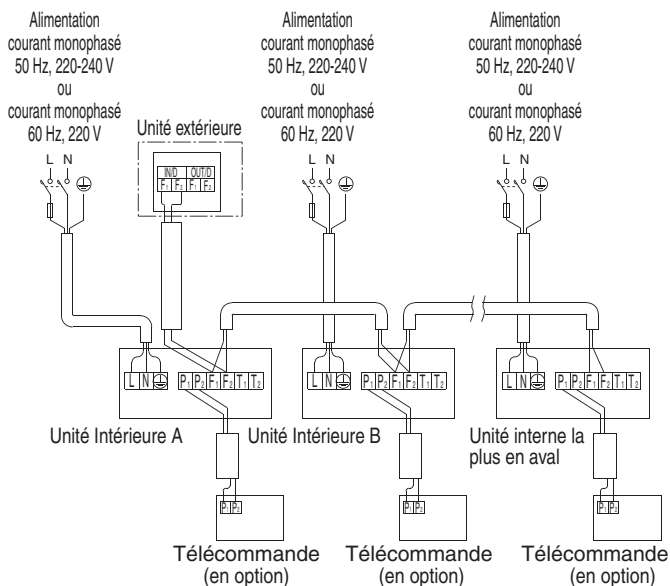 Alimentation
courant monophasé
50 Hz, 220-240 V
ou
courant monophasé
60 Hz, 220 V
L N
Alimentation
courant monophasé
50 Hz, 220-240 V
ou
courant monophasé
60 Hz, 220 V
L N
Alimentation
courant monophasé
50 Hz, 220-240 V
ou
courant monophasé
60 Hz, 220 V
L N
Unité extérieure
IN/D OUT/D
F1 F2 F1 F2
L N P1 P2 F1 F2 T1 T2
L N P1 P2 F1 F2 T1 T2
L N P1 P2 F1 F2 T1 T2
Unité Intérieure A
Unité Intérieure B
Unité interne la
plus en aval
P1 P2
P1 P2
P1 P2
Télécommande
(en option)
Télécommande
(en option)
Télécommande
(en option)